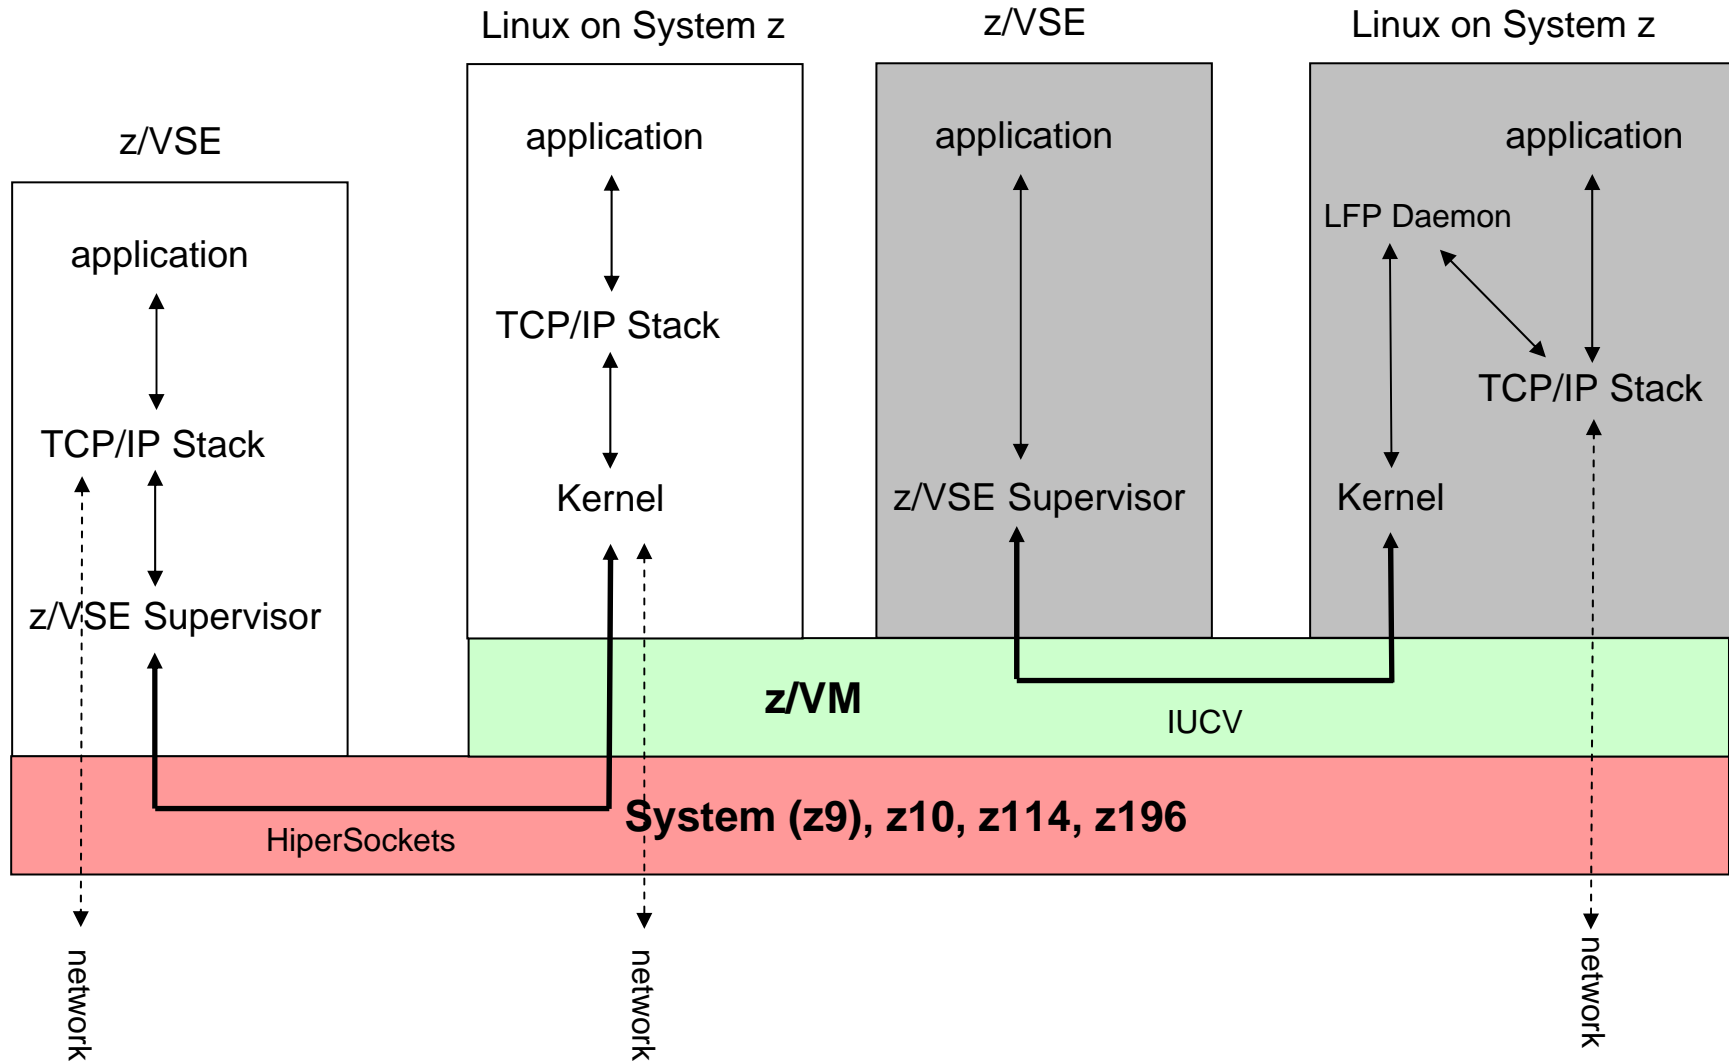 Linux on System z
z/VSE
Linux on System z
z/VSE
application
TCP/IP Stack
z/VSE Supervisor
application
TCP/IP Stack
Kernel
application
z/VSE Supervisor
application
LFP Daemon
TCP/IP Stack
Kernel
z/VM
IUCV
System (z9), z10, z114, z196
HiperSockets
network
network
network